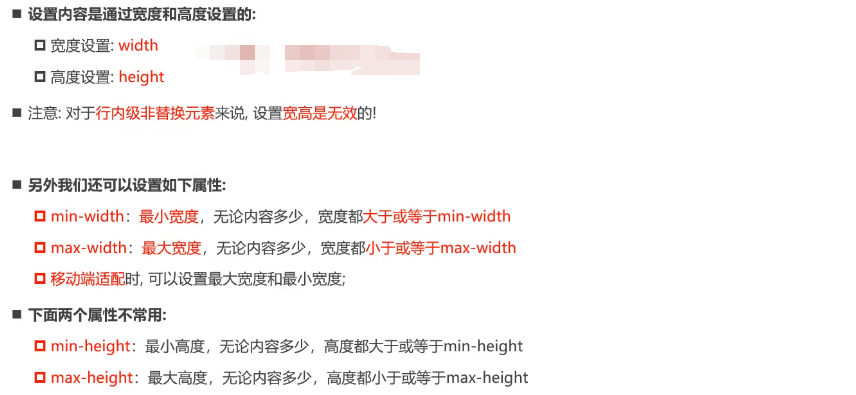 设置内容是通过宽度和高度设置的:
宽度设置: width
高度设置: height
注意: 对于行内级非替换元素来说, 设置宽高是无效的!
另外我们还可以设置如下属性:
min-width：最小宽度，无论内容多少，宽度都大于或等于min-width
max-width：最大宽度，无论内容多少，宽度都小于或等于max-width
移动端适配时, 可以设置最大宽度和最小宽度;
下面两个属性不常用:
min-height：最小高度，无论内容多少，高度都大于或等于min-height
max-height：最大高度，无论内容多少，高度都小于或等于max-height